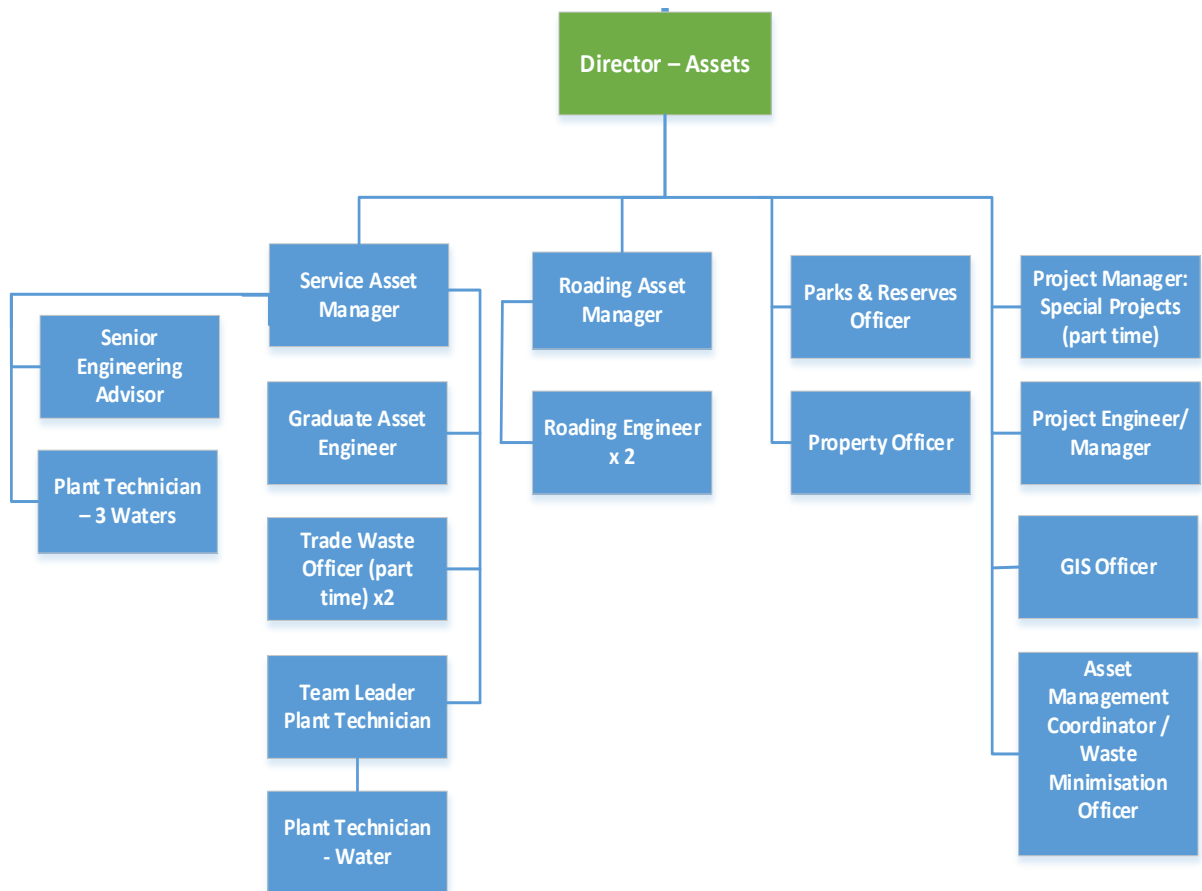 Director – Assets
Service Asset
Manager
Roading Asset
Manager
Parks & Reserves
Officer
Project Manager:
Special Projects
(part time)
Senior
Engineering
Advisor
Graduate Asset
Engineer
Roading Engineer
x 2
Property Officer
Project Engineer/
Manager
Plant Technician
– 3 Waters
Trade Waste
Officer (part
time) x2
GIS Officer
Team Leader
Plant Technician
Asset
Management
Coordinator /
Waste
Minimisation
Officer
Plant Technician
- Water